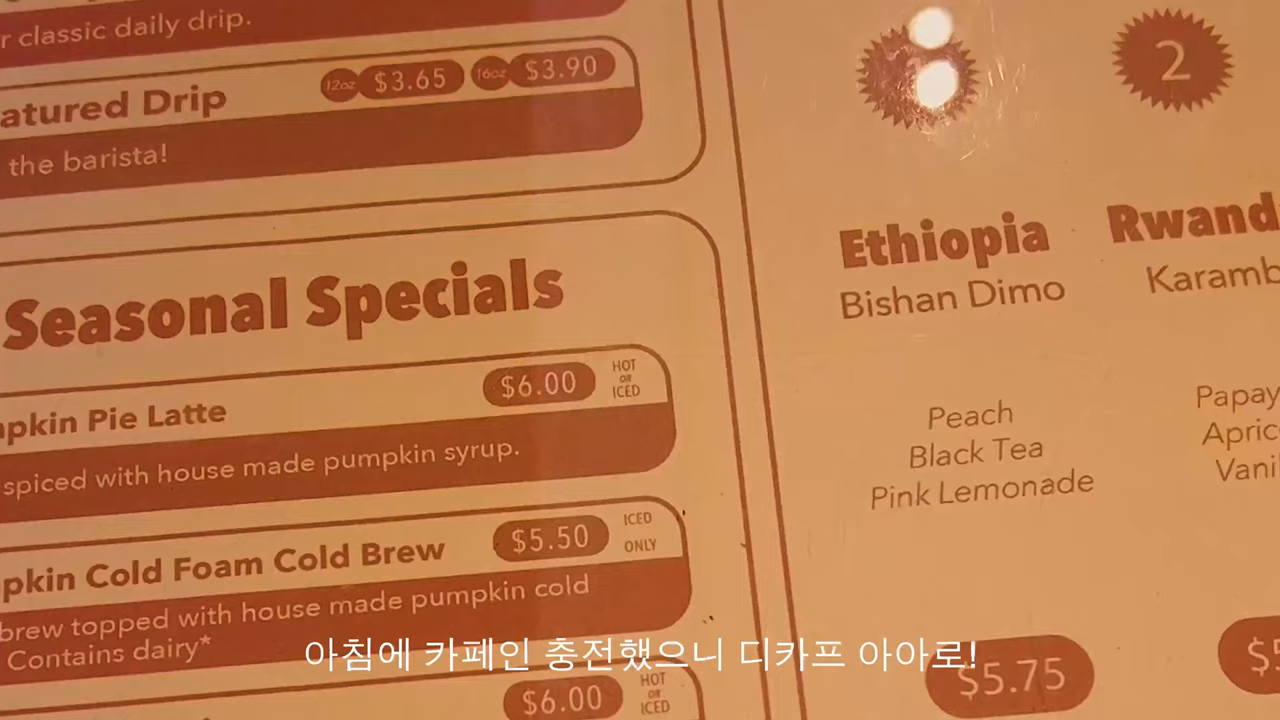 r classic daily drip.
atured Drip 12oz $3.65 16oz $3.90
the barista!
Seasonal Specials
pkin Pie Latte $6.00 HOT OR ICED
spiced with house made pumpkin syrup.
pkin Cold Foam Cold Brew $5.50 ICED ONLY
brew topped with house made pumpkin cold
Contains dairy*
$6.00 HOT OR ICED
2
Ethiopia
Bishan Dimo
Peach
Black Tea
Pink Lemonade
$5.75
Rwand
Karamb
Papay
Apric
Vani
$5
아침에 카페인 충전했으니 디카프 아아로!